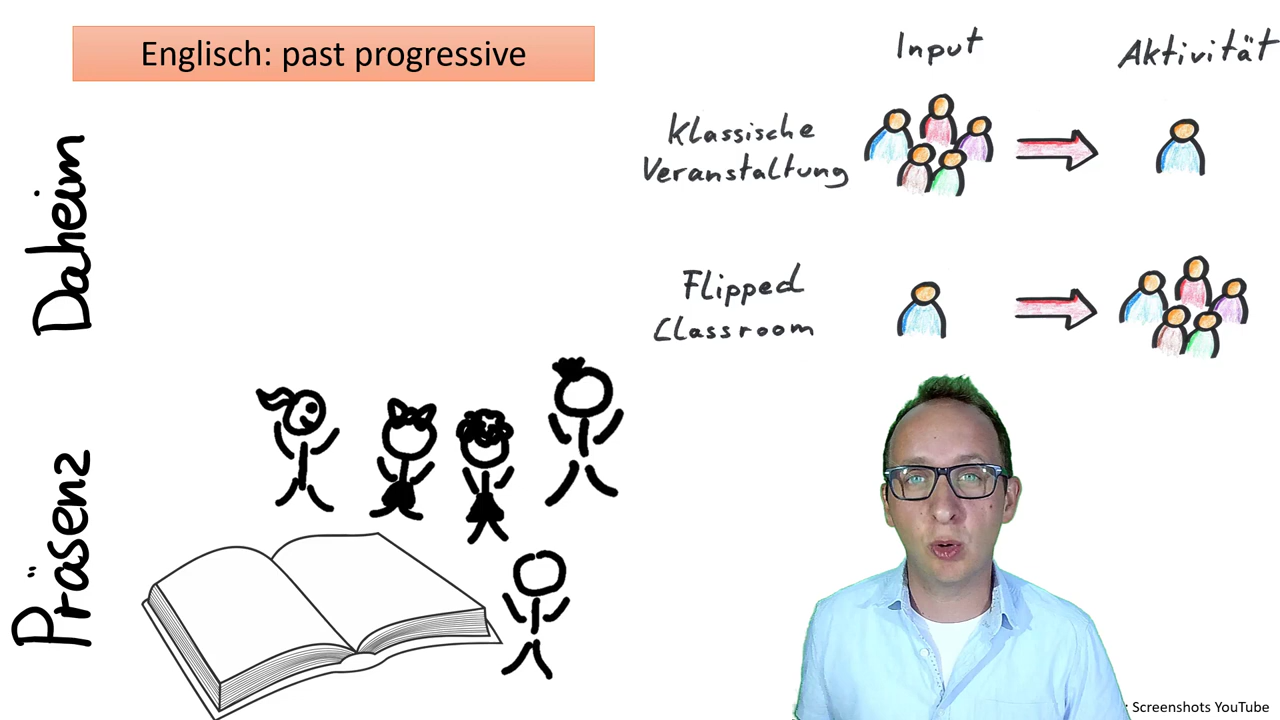 Englisch: past progressive
Daheim
Präsenz
Input
Aktivität
Klassische
Veranstaltung
Flipped
Classroom
: Screenshots YouTube